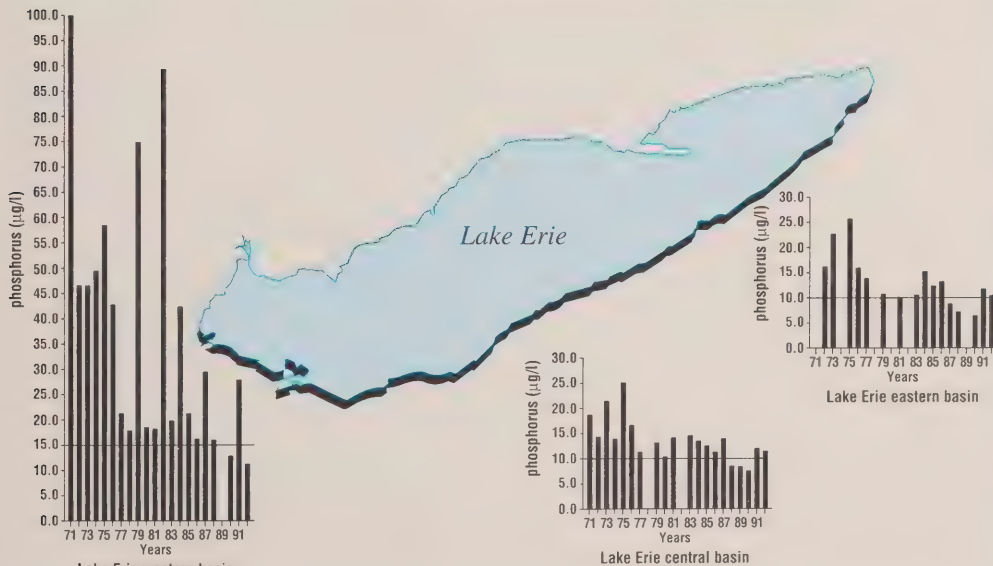 100.0
95.0
90.0
85.0
80.0
75.0
70.0
65.0
60.0
55.0
50.0
45.0
40.0
35.0
30.0
25.0
20.0
15.0
10.0
5.0
0.0
phosphorus (µg/l)
71 73 75 77 79 81 83 85 87 89 91
Years
Lake Erie western basin
Lake Erie
30.0
25.0
20.0
15.0
10.0
5.0
0.0
phosphorus (µg/l)
71 73 75 77 79 81 83 85 87 89 91
Years
Lake Erie eastern basin
30.0
25.0
20.0
15.0
10.0
5.0
0.0
phosphorus (µg/l)
71 73 75 77 79 81 83 85 87 89 91
Years
Lake Erie central basin